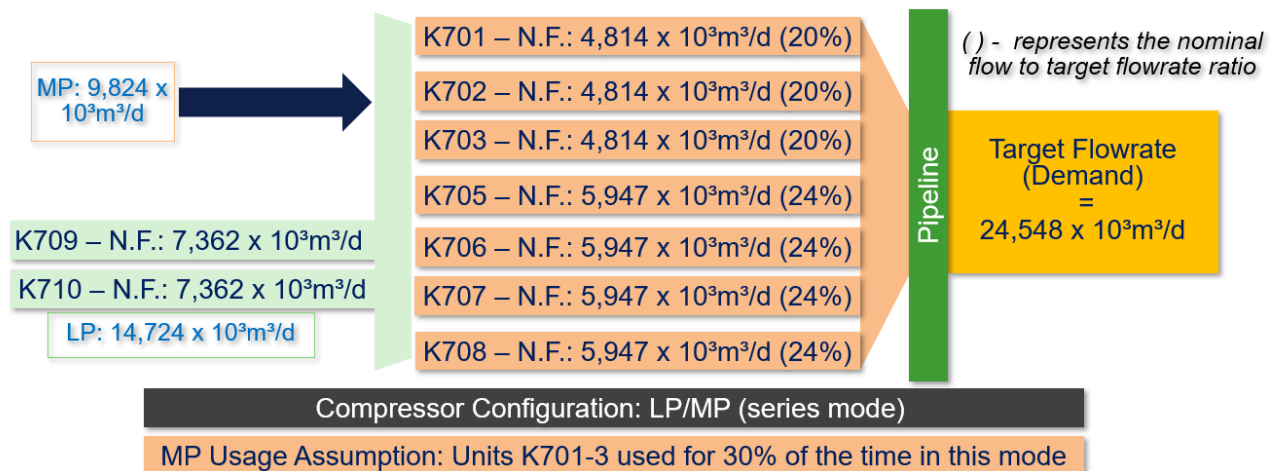 MP: 9,824 x
10³m³/d
K709 – N.F.: 7,362 x 10³m³/d
K710 – N.F.: 7,362 x 10³m³/d
LP: 14,724 x 10³m³/d
K701 – N.F.: 4,814 x 10³m³/d (20%)
K702 – N.F.: 4,814 x 10³m³/d (20%)
K703 – N.F.: 4,814 x 10³m³/d (20%)
K705 – N.F.: 5,947 x 10³m³/d (24%)
K706 – N.F.: 5,947 x 10³m³/d (24%)
K707 – N.F.: 5,947 x 10³m³/d (24%)
K708 – N.F.: 5,947 x 10³m³/d (24%)
Pipeline
( ) - represents the nominal
flow to target flowrate ratio
Target Flowrate
(Demand)
=
24,548 x 10³m³/d
Compressor Configuration: LP/MP (series mode)
MP Usage Assumption: Units K701-3 used for 30% of the time in this mode